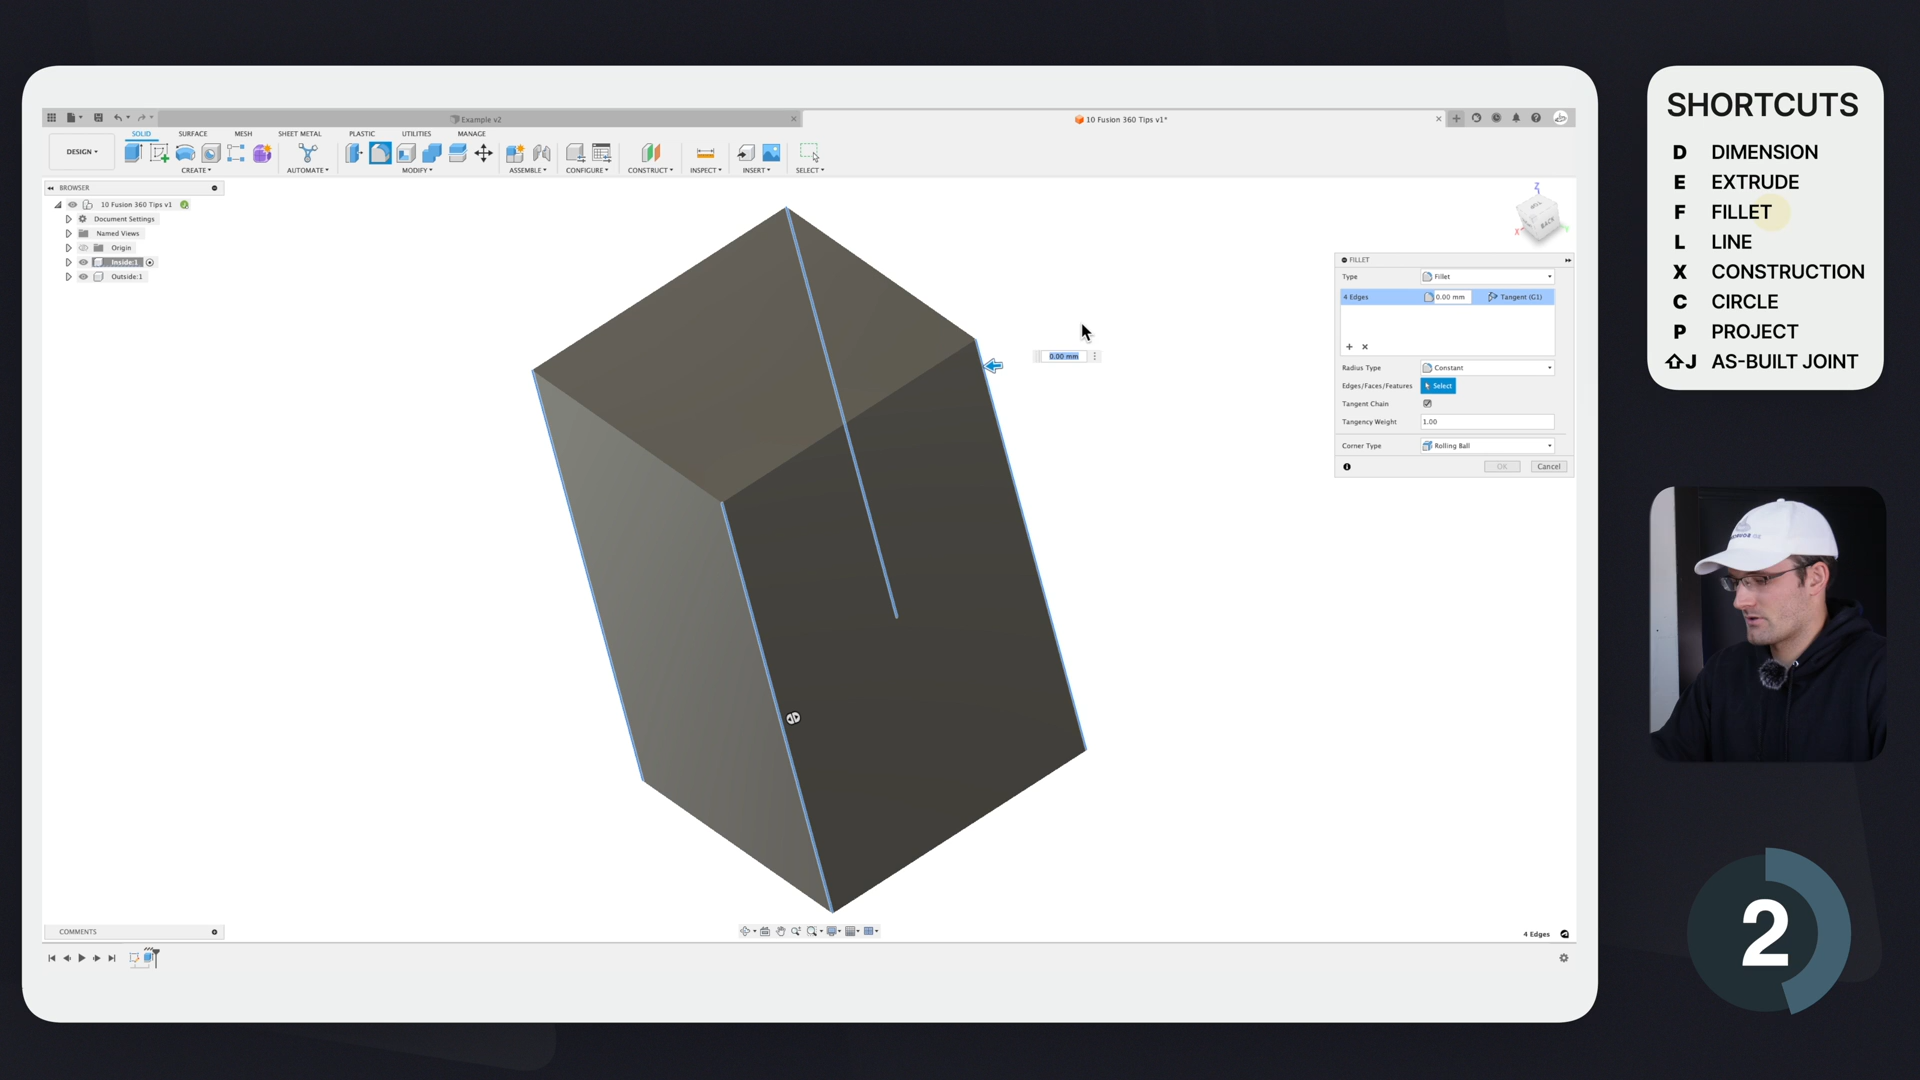 Example v2
10 Fusion 360 Tips v1*
SOLID
SURFACE
MESH
SHEET METAL
PLASTIC
UTILITIES
MANAGE
DESIGN
CREATE
AUTOMATE
MODIFY
ASSEMBLE
CONFIGURE
CONSTRUCT
INSPECT
INSERT
SELECT
BROWSER
10 Fusion 360 Tips v1
Document Settings
Named Views
Origin
Inside:1
Outside:1
Z
BACK
X
FILLET
Type
Fillet
4 Edges
0.00 mm
Tangent (G1)
0.00 mm
Radius Type
Constant
Edges/Faces/Features
Select
Tangent Chain
Tangency Weight
1.00
Corner Type
Rolling Ball
OK
Cancel
COMMENTS
4 Edges
SHORTCUTS
D DIMENSION
E EXTRUDE
F FILLET
L LINE
X CONSTRUCTION
C CIRCLE
P PROJECT
⇧J AS-BUILT JOINT
2